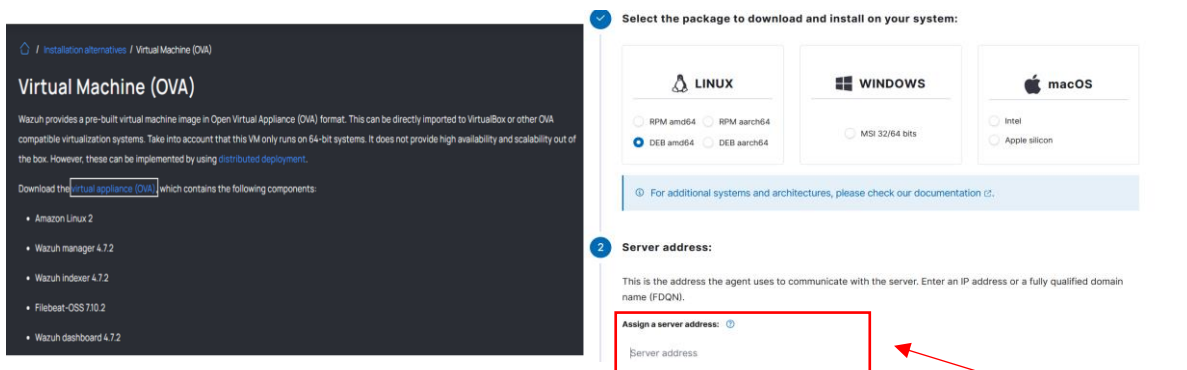 / Installation alternatives / Virtual Machine (OVA)
Virtual Machine (OVA)
Wazuh provides a pre-built virtual machine image in Open Virtual Appliance (OVA) format. This can be directly imported to VirtualBox or other OVA
compatible virtualization systems. Take into account that this VM only runs on 64-bit systems. It does not provide high availability and scalability out of
the box. However, these can be implemented by using distributed deployment.
Download the virtual appliance (OVA), which contains the following components:
• Amazon Linux 2
• Wazuh manager 4.7.2
• Wazuh indexer 4.7.2
• Filebeat-OSS 7.10.2
• Wazuh dashboard 4.7.2
Select the package to download and install on your system:
LINUX
RPM amd64 RPM aarch64
DEB amd64 DEB aarch64
WINDOWS
MSI 32/64 bits
macOS
Intel
Apple silicon
For additional systems and architectures, please check our documentation.
2 Server address:
This is the address the agent uses to communicate with the server. Enter an IP address or a fully qualified domain
name (FDQN).
Assign a server address:
Server address